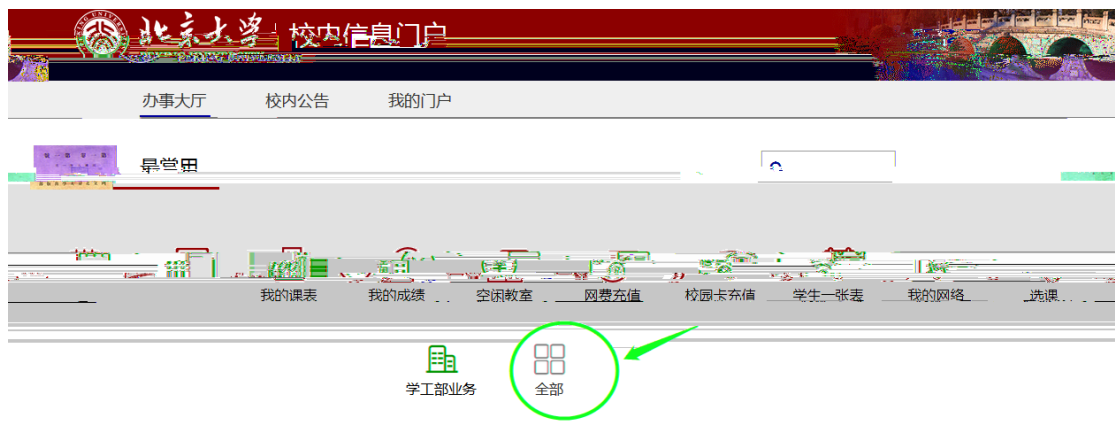 北京大学 校内信息门户
办事大厅 校内公告 我的门户
最常用
我的课表 我的成绩 空闲教室 网费充值 校园卡充值 学生一张表 我的网络 选课
学工部业务 全部